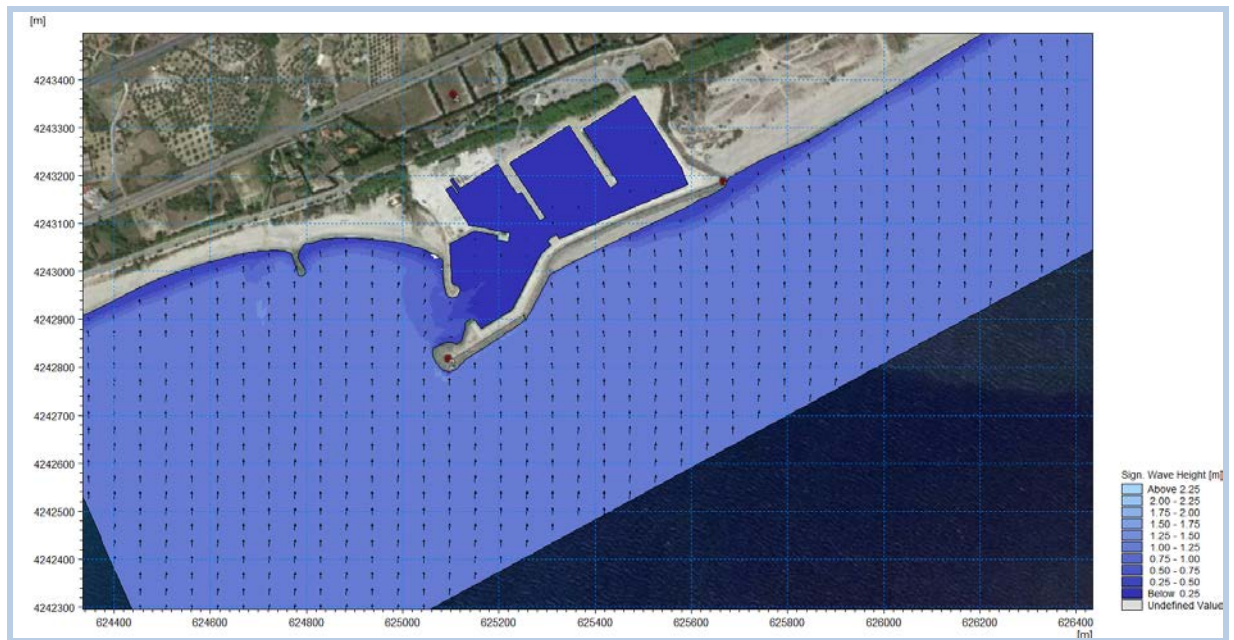 [m]
4243400
4243300
4243200
4243100
4243000
4242900
4242800
4242700
4242600
4242500
4242400
4242300
624400 624600 624800 625000 625200 625400 625600 625800 626000 626200 626400
[m]
Sign. Wave Height [m]
Above 2.25
2.00 - 2.25
1.75 - 2.00
1.50 - 1.75
1.25 - 1.50
1.00 - 1.25
0.75 - 1.00
0.50 - 0.75
0.25 - 0.50
Below 0.25
Undefined Value